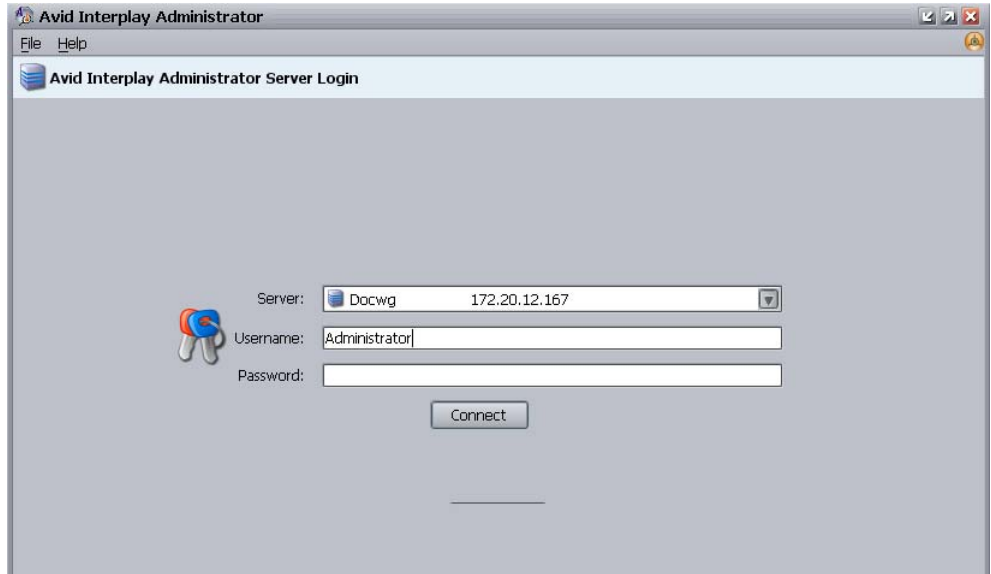 Avid Interplay Administrator
File Help
Avid Interplay Administrator Server Login
Server: Docwg 172.20.12.167
Username: Administrator
Password:
Connect